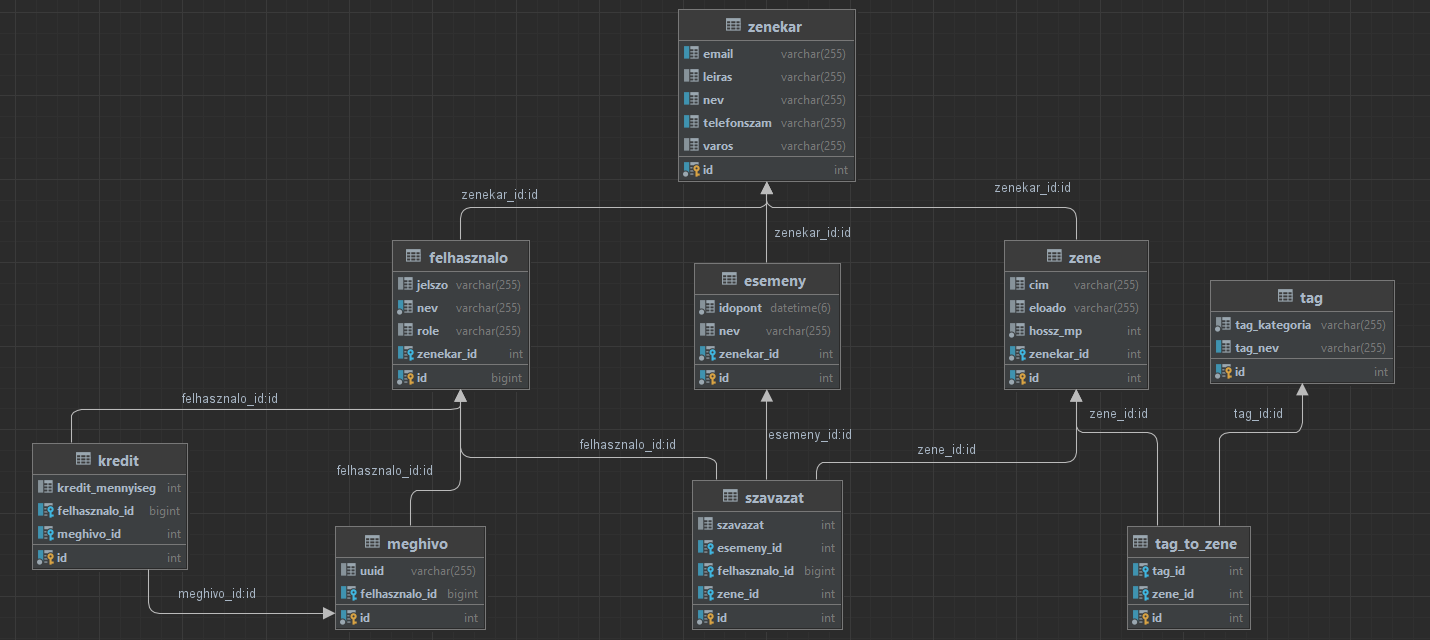 zenekar
email varchar(255)
leiras varchar(255)
nev varchar(255)
telefonszam varchar(255)
varos varchar(255)
id int
zenekar_id:id
zenekar_id:id
zenekar_id:id
felhasznalo
jelszo varchar(255)
nev varchar(255)
role varchar(255)
zenekar_id int
id bigint
esemeny
idopont datetime(6)
nev varchar(255)
zenekar_id int
id int
zene
cim varchar(255)
eloado varchar(255)
hossz_mp int
zenekar_id int
id int
tag
tag_kategoria varchar(255)
tag_nev varchar(255)
id int
felhasznalo_id:id
felhasznalo_id:id
felhasznalo_id:id
esemeny_id:id
zene_id:id
zene_id:id
tag_id:id
kredit
kredit_mennyiseg int
felhasznalo_id bigint
meghivo_id int
id int
meghivo_id:id
meghivo
uuid varchar(255)
felhasznalo_id bigint
id int
szavazat
szavazat int
esemeny_id int
felhasznalo_id bigint
zene_id int
id int
tag_to_zene
tag_id int
zene_id int
id int